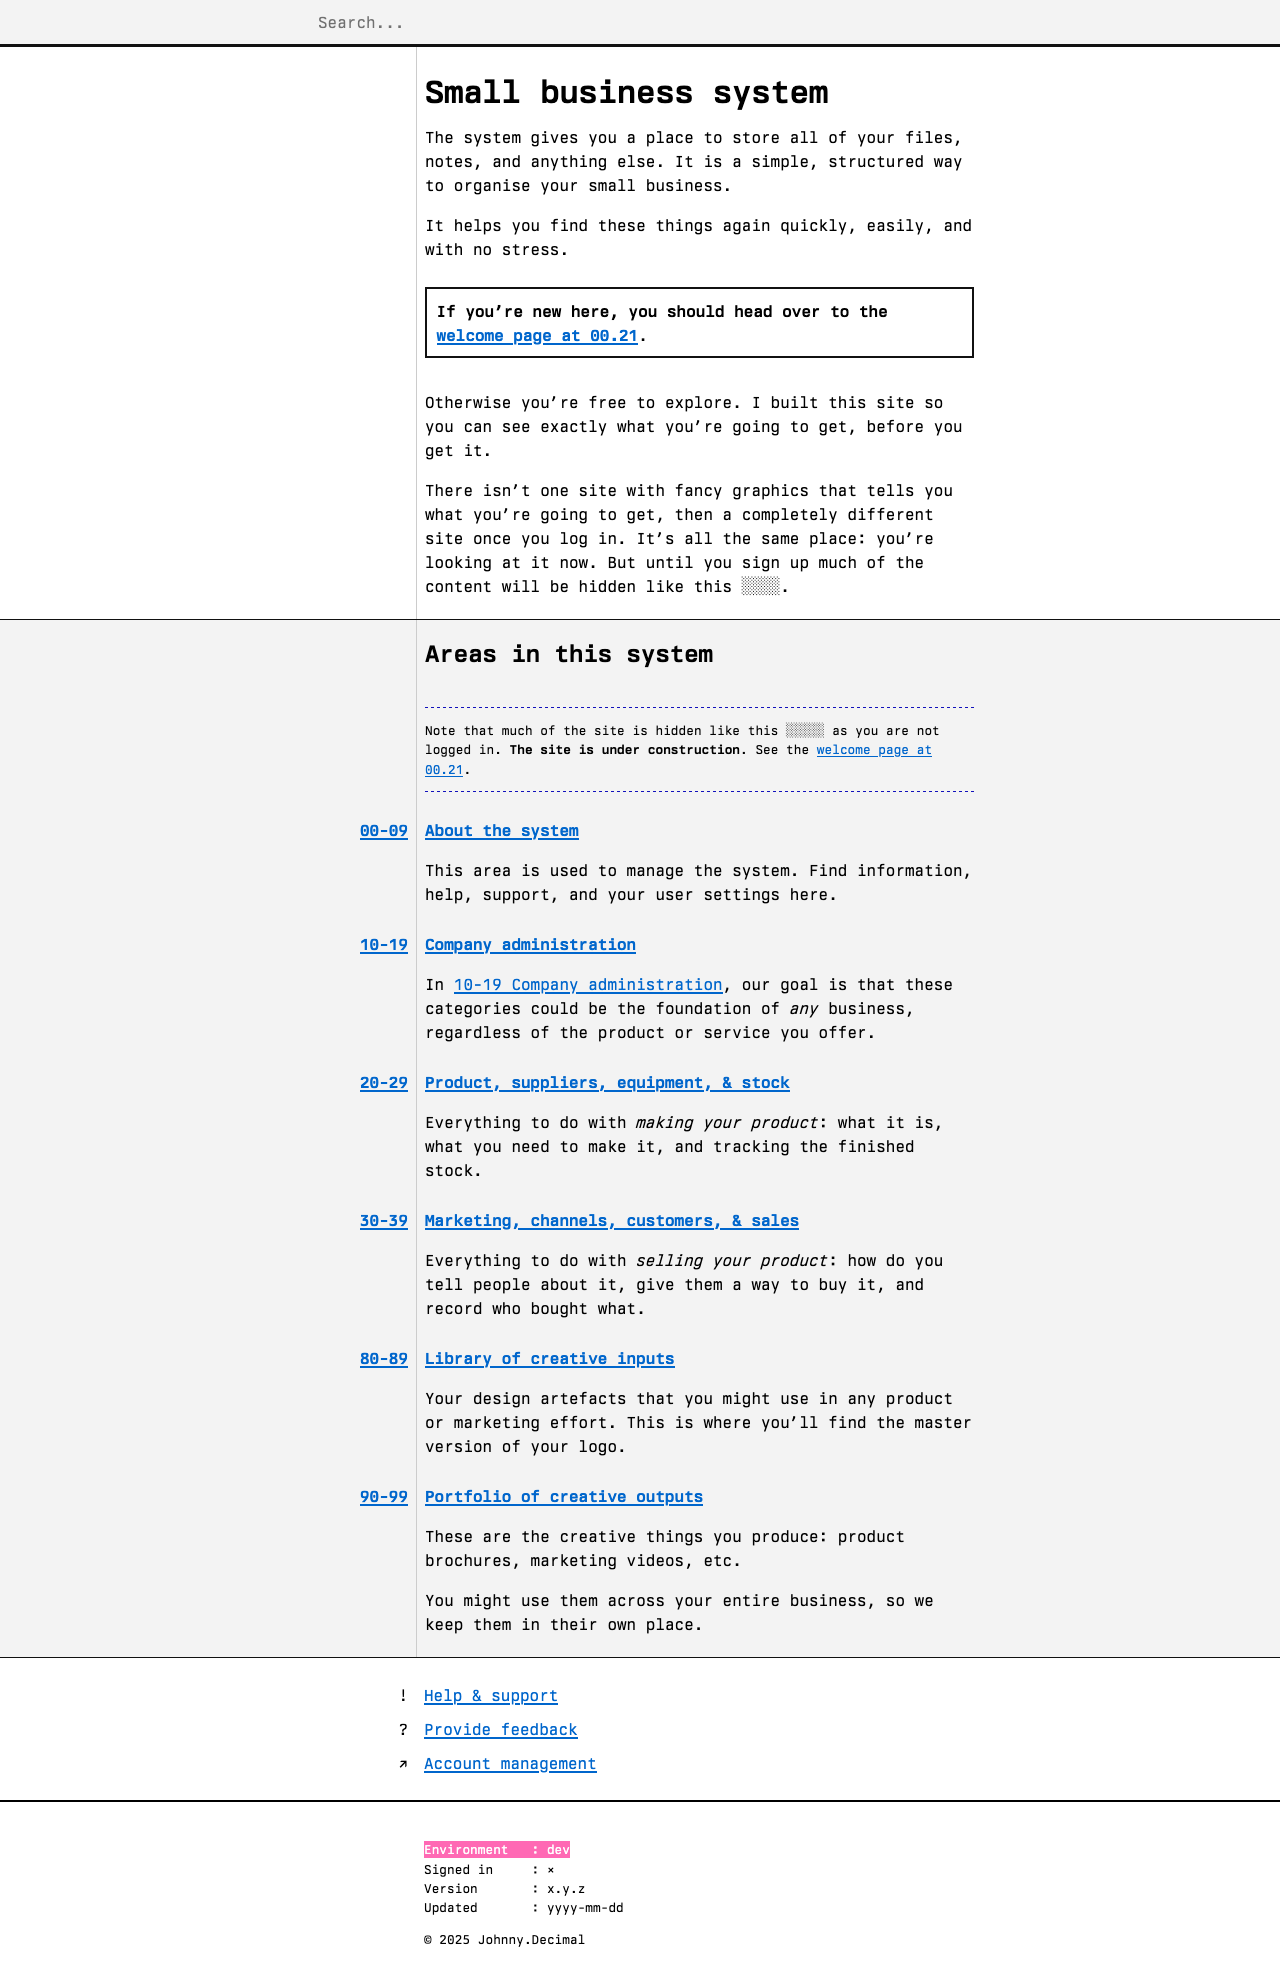 Search...
Small business system
The system gives you a place to store all of your files,
notes, and anything else. It is a simple, structured way
to organise your small business.
It helps you find these things again quickly, easily, and
with no stress.
If you’re new here, you should head over to the
welcome page at 00.21.
Otherwise you’re free to explore. I built this site so
you can see exactly what you’re going to get, before you
get it.
There isn’t one site with fancy graphics that tells you
what you’re going to get, then a completely different
site once you log in. It’s all the same place: you’re
looking at it now. But until you sign up much of the
content will be hidden like this ░░░░.
Areas in this system
Note that much of the site is hidden like this ░░░░░ as you are not
logged in. The site is under construction. See the welcome page at
00.21.
00-09 About the system
This area is used to manage the system. Find information,
help, support, and your user settings here.
10-19 Company administration
In 10-19 Company administration, our goal is that these
categories could be the foundation of any business,
regardless of the product or service you offer.
20-29 Product, suppliers, equipment, & stock
Everything to do with making your product: what it is,
what you need to make it, and tracking the finished
stock.
30-39 Marketing, channels, customers, & sales
Everything to do with selling your product: how do you
tell people about it, give them a way to buy it, and
record who bought what.
80-89 Library of creative inputs
Your design artefacts that you might use in any product
or marketing effort. This is where you’ll find the master
version of your logo.
90-99 Portfolio of creative outputs
These are the creative things you produce: product
brochures, marketing videos, etc.
You might use them across your entire business, so we
keep them in their own place.
! Help & support
? Provide feedback
↗ Account management
Environment : dev
Signed in : ×
Version : x.y.z
Updated : yyyy-mm-dd
© 2025 Johnny.Decimal